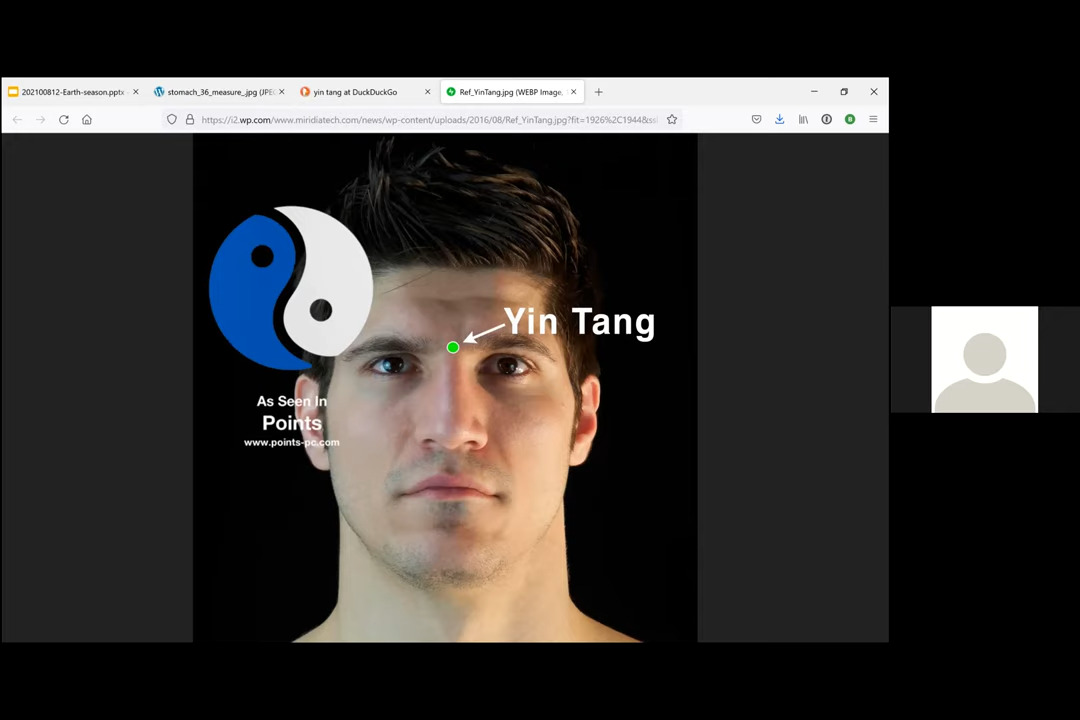 202100812-Earth-season.pptx -
stomach_36_measure_.jpg (JPE
yin tang at DuckDuckGo
Ref_YinTang.jpg (WEBP Image,
https://i2.wp.com/www.miridiatech.com/news/wp-content/uploads/2016/08/Ref_YinTang.jpg?fit=1926%2C1944&ss
Yin Tang
As Seen In
Points
www.points-pc.com